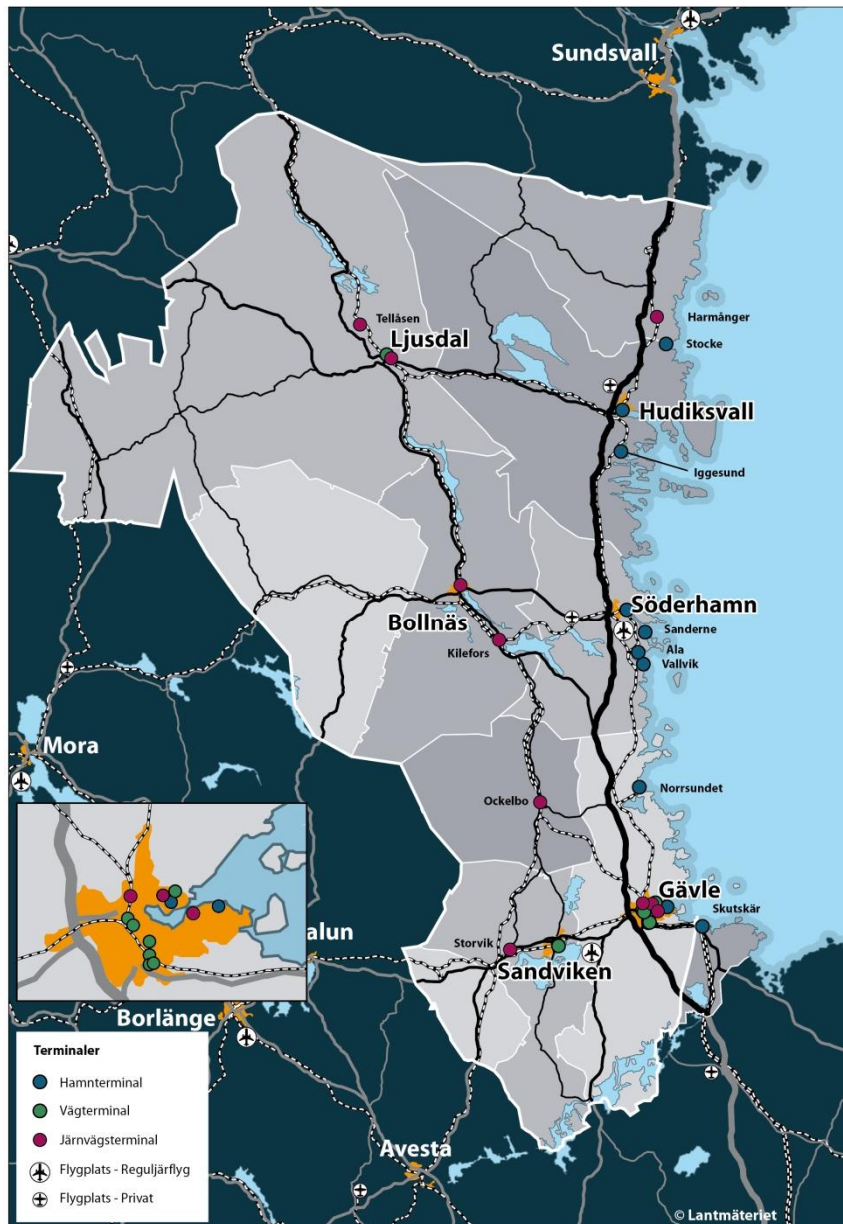 Sundsvall
Tellåsen
Ljusdal
Harmånger
Stocke
Hudiksvall
Iggesund
Söderhamn
Bollnäs
Sanderne
Kilefors
Ala
Vallvik
Mora
Norrsundet
Ockelbo
Gävle
Skutskär
Storvik
Sandviken
alun
Borlänge
Terminaler
Hamnterminal
Vägterminal
Järnvägsterminal
Flygplats - Reguljärflyg
Flygplats - Privat
Avesta
© Lantmäteriet